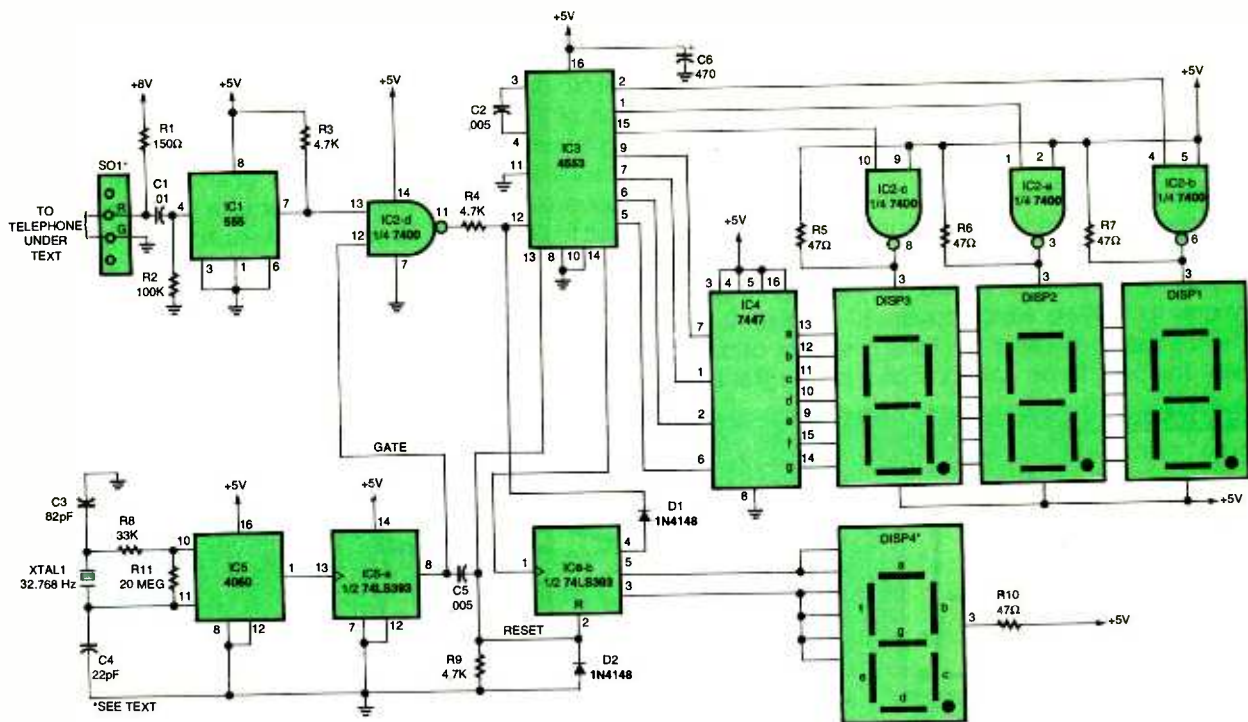 +5V
C6
470
+8V
R1
150Ω
SO1*
C1
.01
TO
TELEPHONE
UNDER
TEXT
R
G
4
R2
100K
+5V
8
IC1
555
7
3
1
6
R3
4.7K
+5V
14
13
IC2-d
1/4 7400
12
11
7
R4
4.7K
12
16
3
C2
.005
4
11
IC3
4553
2
1
15
9
7
6
5
13
8
10
14
+5V
10
9
IC2-c
1/4 7400
8
R5
47Ω
1
2
IC2-a
1/4 7400
3
R6
47Ω
4
5
IC2-b
1/4 7400
6
R7
47Ω
+5V
3
4
5
16
IC4
7447
7
1
2
6
8
a
b
c
d
e
f
g
13
12
11
10
9
15
14
3
DISP3
3
DISP2
3
DISP1
+5V
GATE
C3
82pF
R8
33K
XTAL1
32.768 Hz
R11
20 MEG
C4
22pF
10
11
+5V
16
IC5
4060
1
8
12
+5V
14
13
1/2 74LS393
8
7
12
C5
.005
R9
4.7K
RESET
1
1/2 74LS393
R
2
4
5
3
D1
1N4148
D2
1N4148
DISP4*
a
f
b
g
e
c
d
3
R10
47Ω
+5V
*SEE TEXT